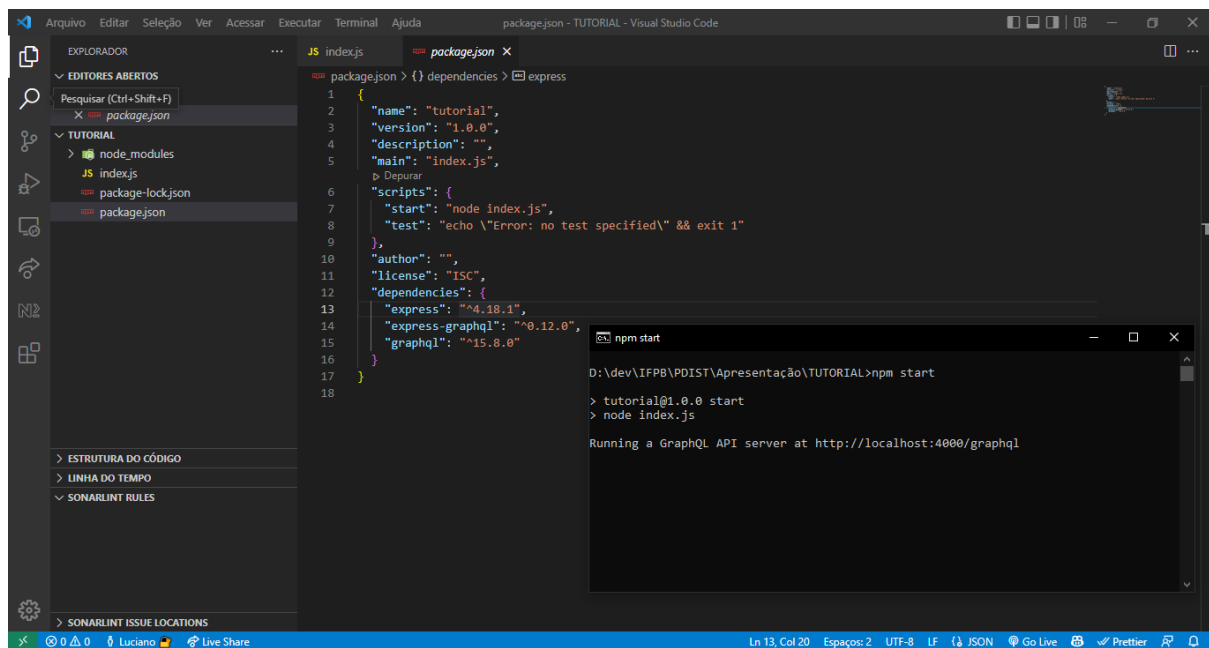 Arquivo Editar Seleção Ver Acessar Executar Terminal Ajuda package.json - TUTORIAL - Visual Studio Code
EXPLORADOR
EDITORES ABERTOS
Pesquisar (Ctrl+Shift+F)
package.json
TUTORIAL
node_modules
JS index.js
package-lock.json
package.json
ESTRUTURA DO CÓDIGO
LINHA DO TEMPO
SONARLINT RULES
SONARLINT ISSUE LOCATIONS
JS index.js package.json
package.json > {} dependencies > express
1 {
2 "name": "tutorial",
3 "version": "1.0.0",
4 "description": "",
5 "main": "index.js",
Depurar
6 "scripts": {
7 "start": "node index.js",
8 "test": "echo \"Error: no test specified\" && exit 1"
9 },
10 "author": "",
11 "license": "ISC",
12 "dependencies": {
13 "express": "^4.18.1",
14 "express-graphql": "^0.12.0",
15 "graphql": "^15.8.0"
16 }
17 }
18
npm start
D:\dev\IFPB\PDIST\Apresentação\TUTORIAL>npm start
> tutorial@1.0.0 start
> node index.js
Running a GraphQL API server at http://localhost:4000/graphql
0 0 Luciano Live Share Ln 13, Col 20 Espaços: 2 UTF-8 LF JSON Go Live Prettier